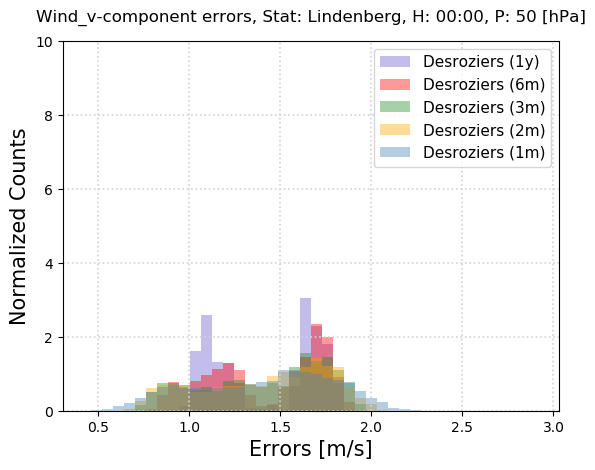 Wind_v-component errors, Stat: Lindenberg, H: 00:00, P: 50 [hPa]
10
8
6
4
2
0
Normalized Counts
Desroziers (1y)
Desroziers (6m)
Desroziers (3m)
Desroziers (2m)
Desroziers (1m)
0.5 1.0 1.5 2.0 2.5 3.0
Errors [m/s]